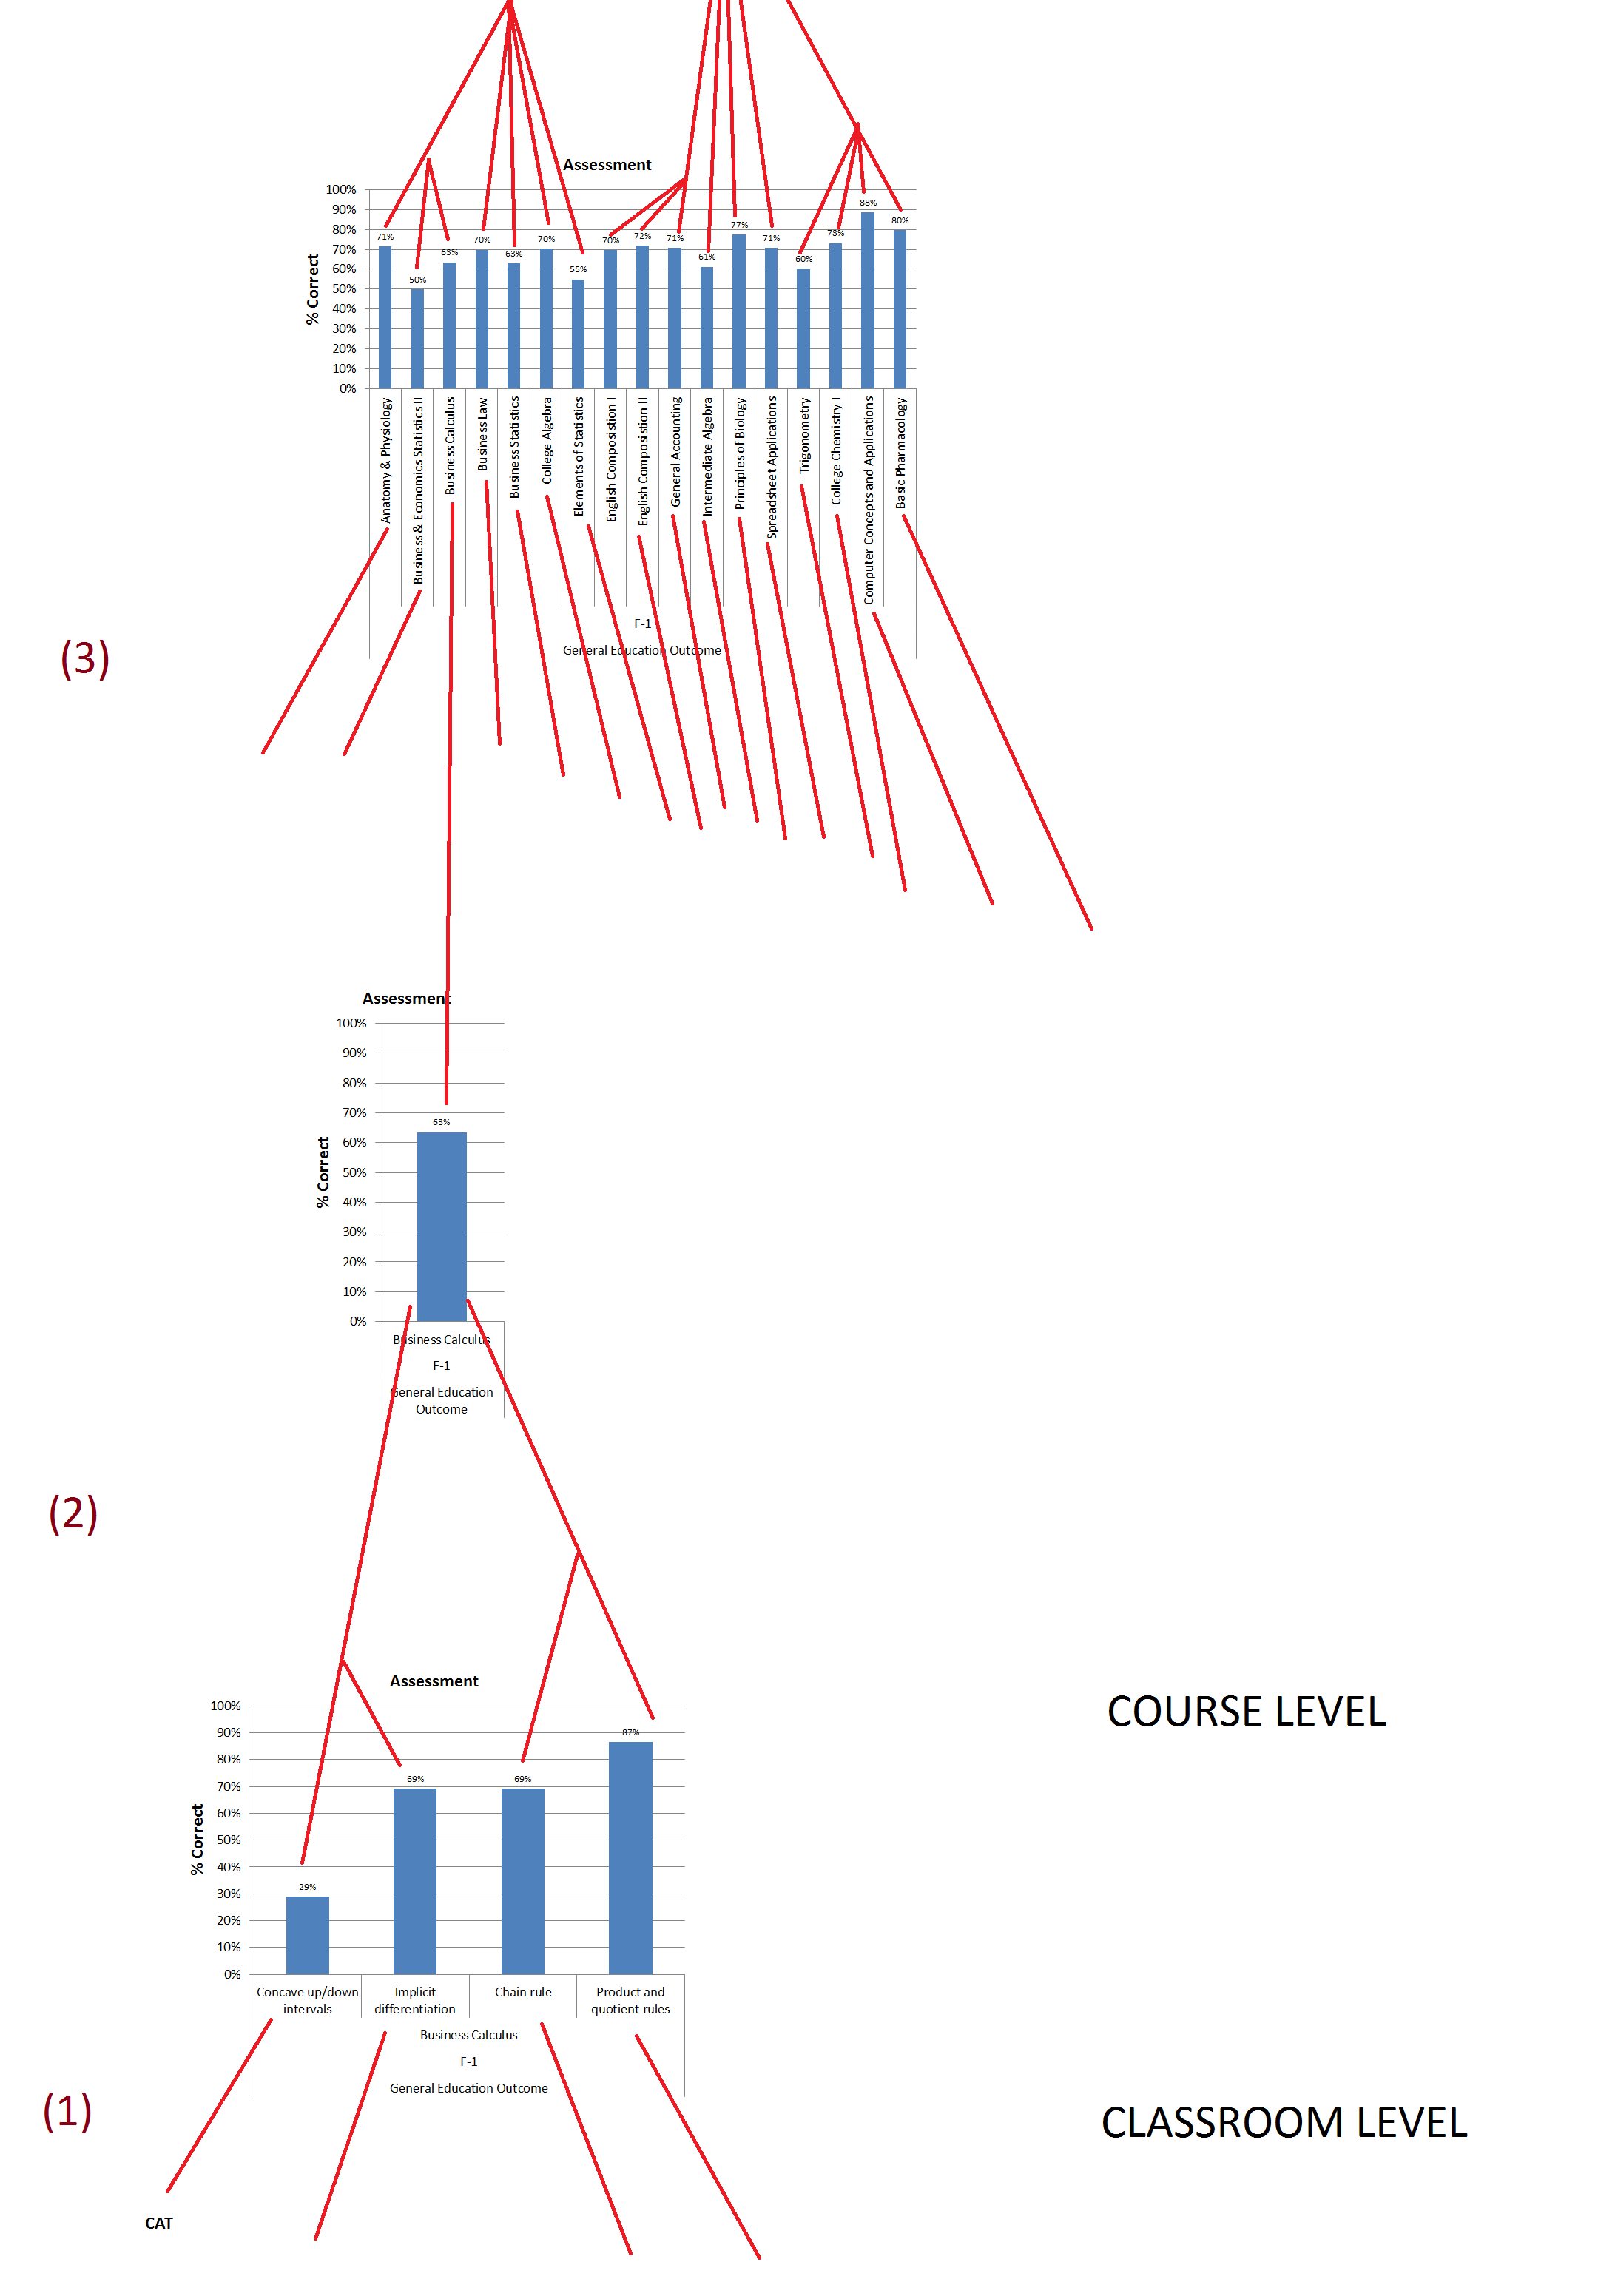 Assessment
100%
90%
80%
70%
60%
50%
40%
30%
20%
10%
0%
% Correct
71%
50%
63%
70%
63%
70%
55%
70%
72%
71%
61%
77%
71%
60%
73%
88%
80%
Anatomy & Physiology
Business & Economics Statistics II
Business Calculus
Business Law
Business Statistics
College Algebra
Elements of Statistics
English Composistion I
English Composistion II
General Accounting
Intermediate Algebra
Principles of Biology
Spreadsheet Applications
Trigonometry
College Chemistry I
Computer Concepts and Applications
Basic Pharmacology
F-1
General Education Outcome
(3)
Assessment
100%
90%
80%
70%
60%
50%
40%
30%
20%
10%
0%
% Correct
63%
Business Calculus
F-1
General Education
Outcome
(2)
Assessment
100%
90%
80%
70%
60%
50%
40%
30%
20%
10%
0%
% Correct
29%
69%
69%
87%
Concave up/down
intervals
Implicit
differentiation
Chain rule
Product and
quotient rules
Business Calculus
F-1
General Education Outcome
COURSE LEVEL
(1)
CLASSROOM LEVEL
CAT